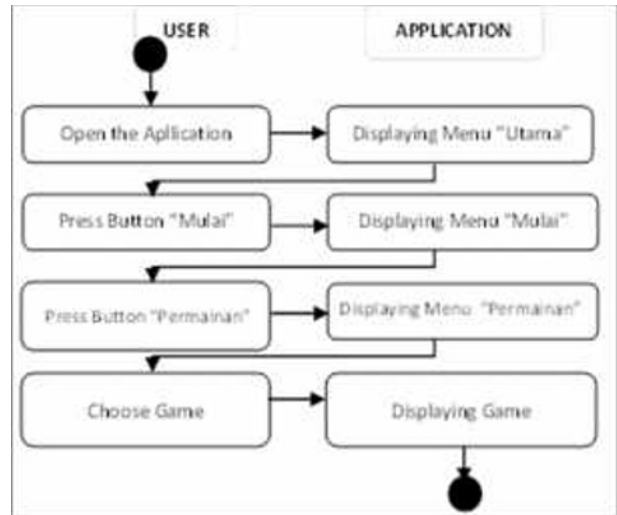 USER
APPLICATION
Open the Apllication
Displaying Menu "Utama"
Press Button "Mulai"
Displaying Menu "Mulai"
Press Button "Permainan"
Displaying Menu "Permainan"
Choose Game
Displaying Game